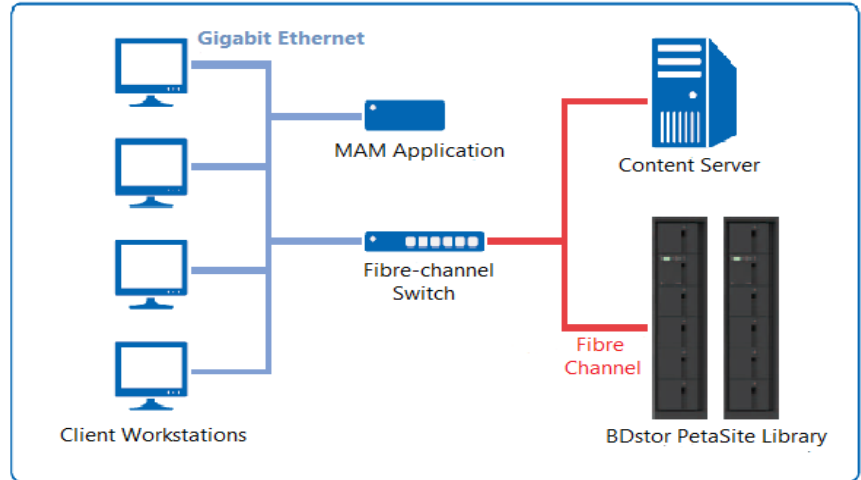 Gigabit Ethernet
MAM Application
Content Server
Fibre-channel
Switch
Fibre
Channel
Client Workstations
BDstor PetaSite Library